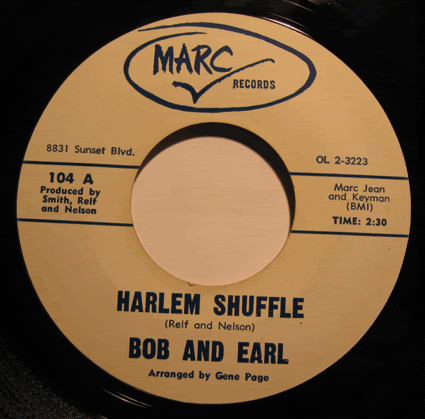 MARC
RECORDS
8831 Sunset Blvd.
OL 2-3223
104 A
Produced by
Smith, Relf
and Nelson
Marc Jean
and Keyman
(BMI)
TIME: 2:30
HARLEM SHUFFLE
(Relf and Nelson)
BOB AND EARL
Arranged by Gene Page